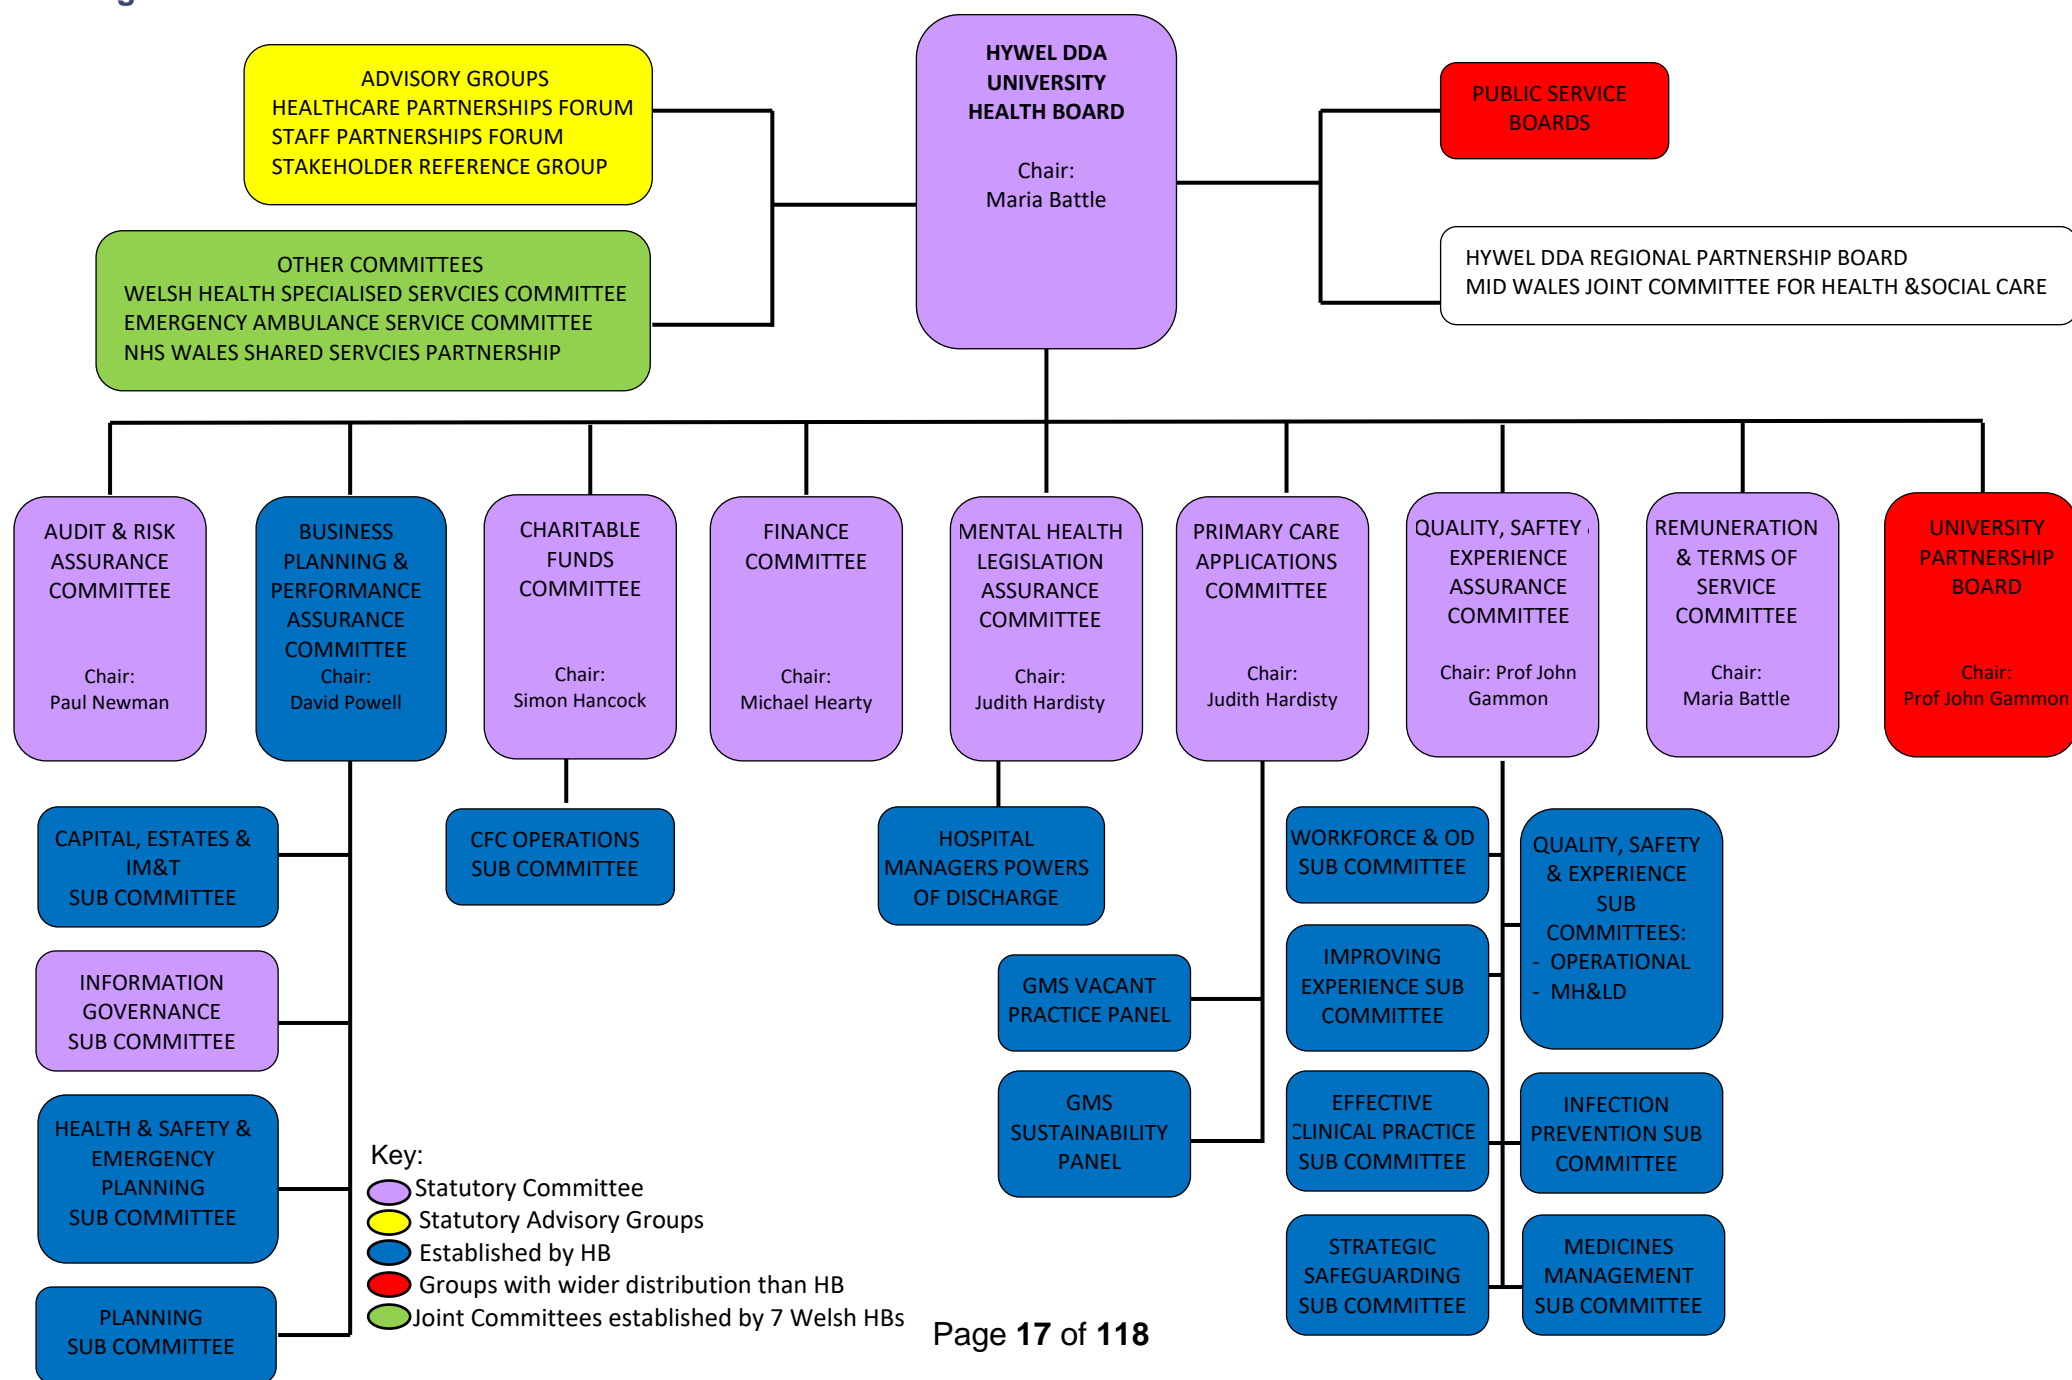 HYWEL DDA
UNIVERSITY
HEALTH BOARD
Chair:
Maria Battle
ADVISORY GROUPS
HEALTHCARE PARTNERSHIPS FORUM
STAFF PARTNERSHIPS FORUM
STAKEHOLDER REFERENCE GROUP
PUBLIC SERVICE
BOARDS
OTHER COMMITTEES
WELSH HEALTH SPECIALISED SERVCIES COMMITTEE
EMERGENCY AMBULANCE SERVICE COMMITTEE
NHS WALES SHARED SERVCIES PARTNERSHIP
HYWEL DDA REGIONAL PARTNERSHIP BOARD
MID WALES JOINT COMMITTEE FOR HEALTH &SOCIAL CARE
AUDIT & RISK
ASSURANCE
COMMITTEE
Chair:
Paul Newman
BUSINESS
PLANNING &
PERFORMANCE
ASSURANCE
COMMITTEE
Chair:
David Powell
CHARITABLE
FUNDS
COMMITTEE
Chair:
Simon Hancock
FINANCE
COMMITTEE
Chair:
Michael Hearty
MENTAL HEALTH
LEGISLATION
ASSURANCE
COMMITTEE
Chair:
Judith Hardisty
PRIMARY CARE
APPLICATIONS
COMMITTEE
Chair:
Judith Hardisty
QUALITY, SAFTEY
EXPERIENCE
ASSURANCE
COMMITTEE
Chair: Prof John
Gammon
REMUNERATION
& TERMS OF
SERVICE
COMMITTEE
Chair:
Maria Battle
UNIVERSITY
PARTNERSHIP
BOARD
Chair:
Prof John Gammon
CAPITAL, ESTATES &
IM&T
SUB COMMITTEE
INFORMATION
GOVERNANCE
SUB COMMITTEE
HEALTH & SAFETY &
EMERGENCY
PLANNING
SUB COMMITTEE
PLANNING
SUB COMMITTEE
CFC OPERATIONS
SUB COMMITTEE
HOSPITAL
MANAGERS POWERS
OF DISCHARGE
GMS VACANT
PRACTICE PANEL
GMS
SUSTAINABILITY
PANEL
WORKFORCE & OD
SUB COMMITTEE
IMPROVING
EXPERIENCE SUB
COMMITTEE
EFFECTIVE
CLINICAL PRACTICE
SUB COMMITTEE
STRATEGIC
SAFEGUARDING
SUB COMMITTEE
QUALITY, SAFETY
& EXPERIENCE
SUB
COMMITTEES:
- OPERATIONAL
- MH&LD
INFECTION
PREVENTION SUB
COMMITTEE
MEDICINES
MANAGEMENT
SUB COMMITTEE
Key:
Statutory Committee
Statutory Advisory Groups
Established by HB
Groups with wider distribution than HB
Joint Committees established by 7 Welsh HBs
Page 17 of 118